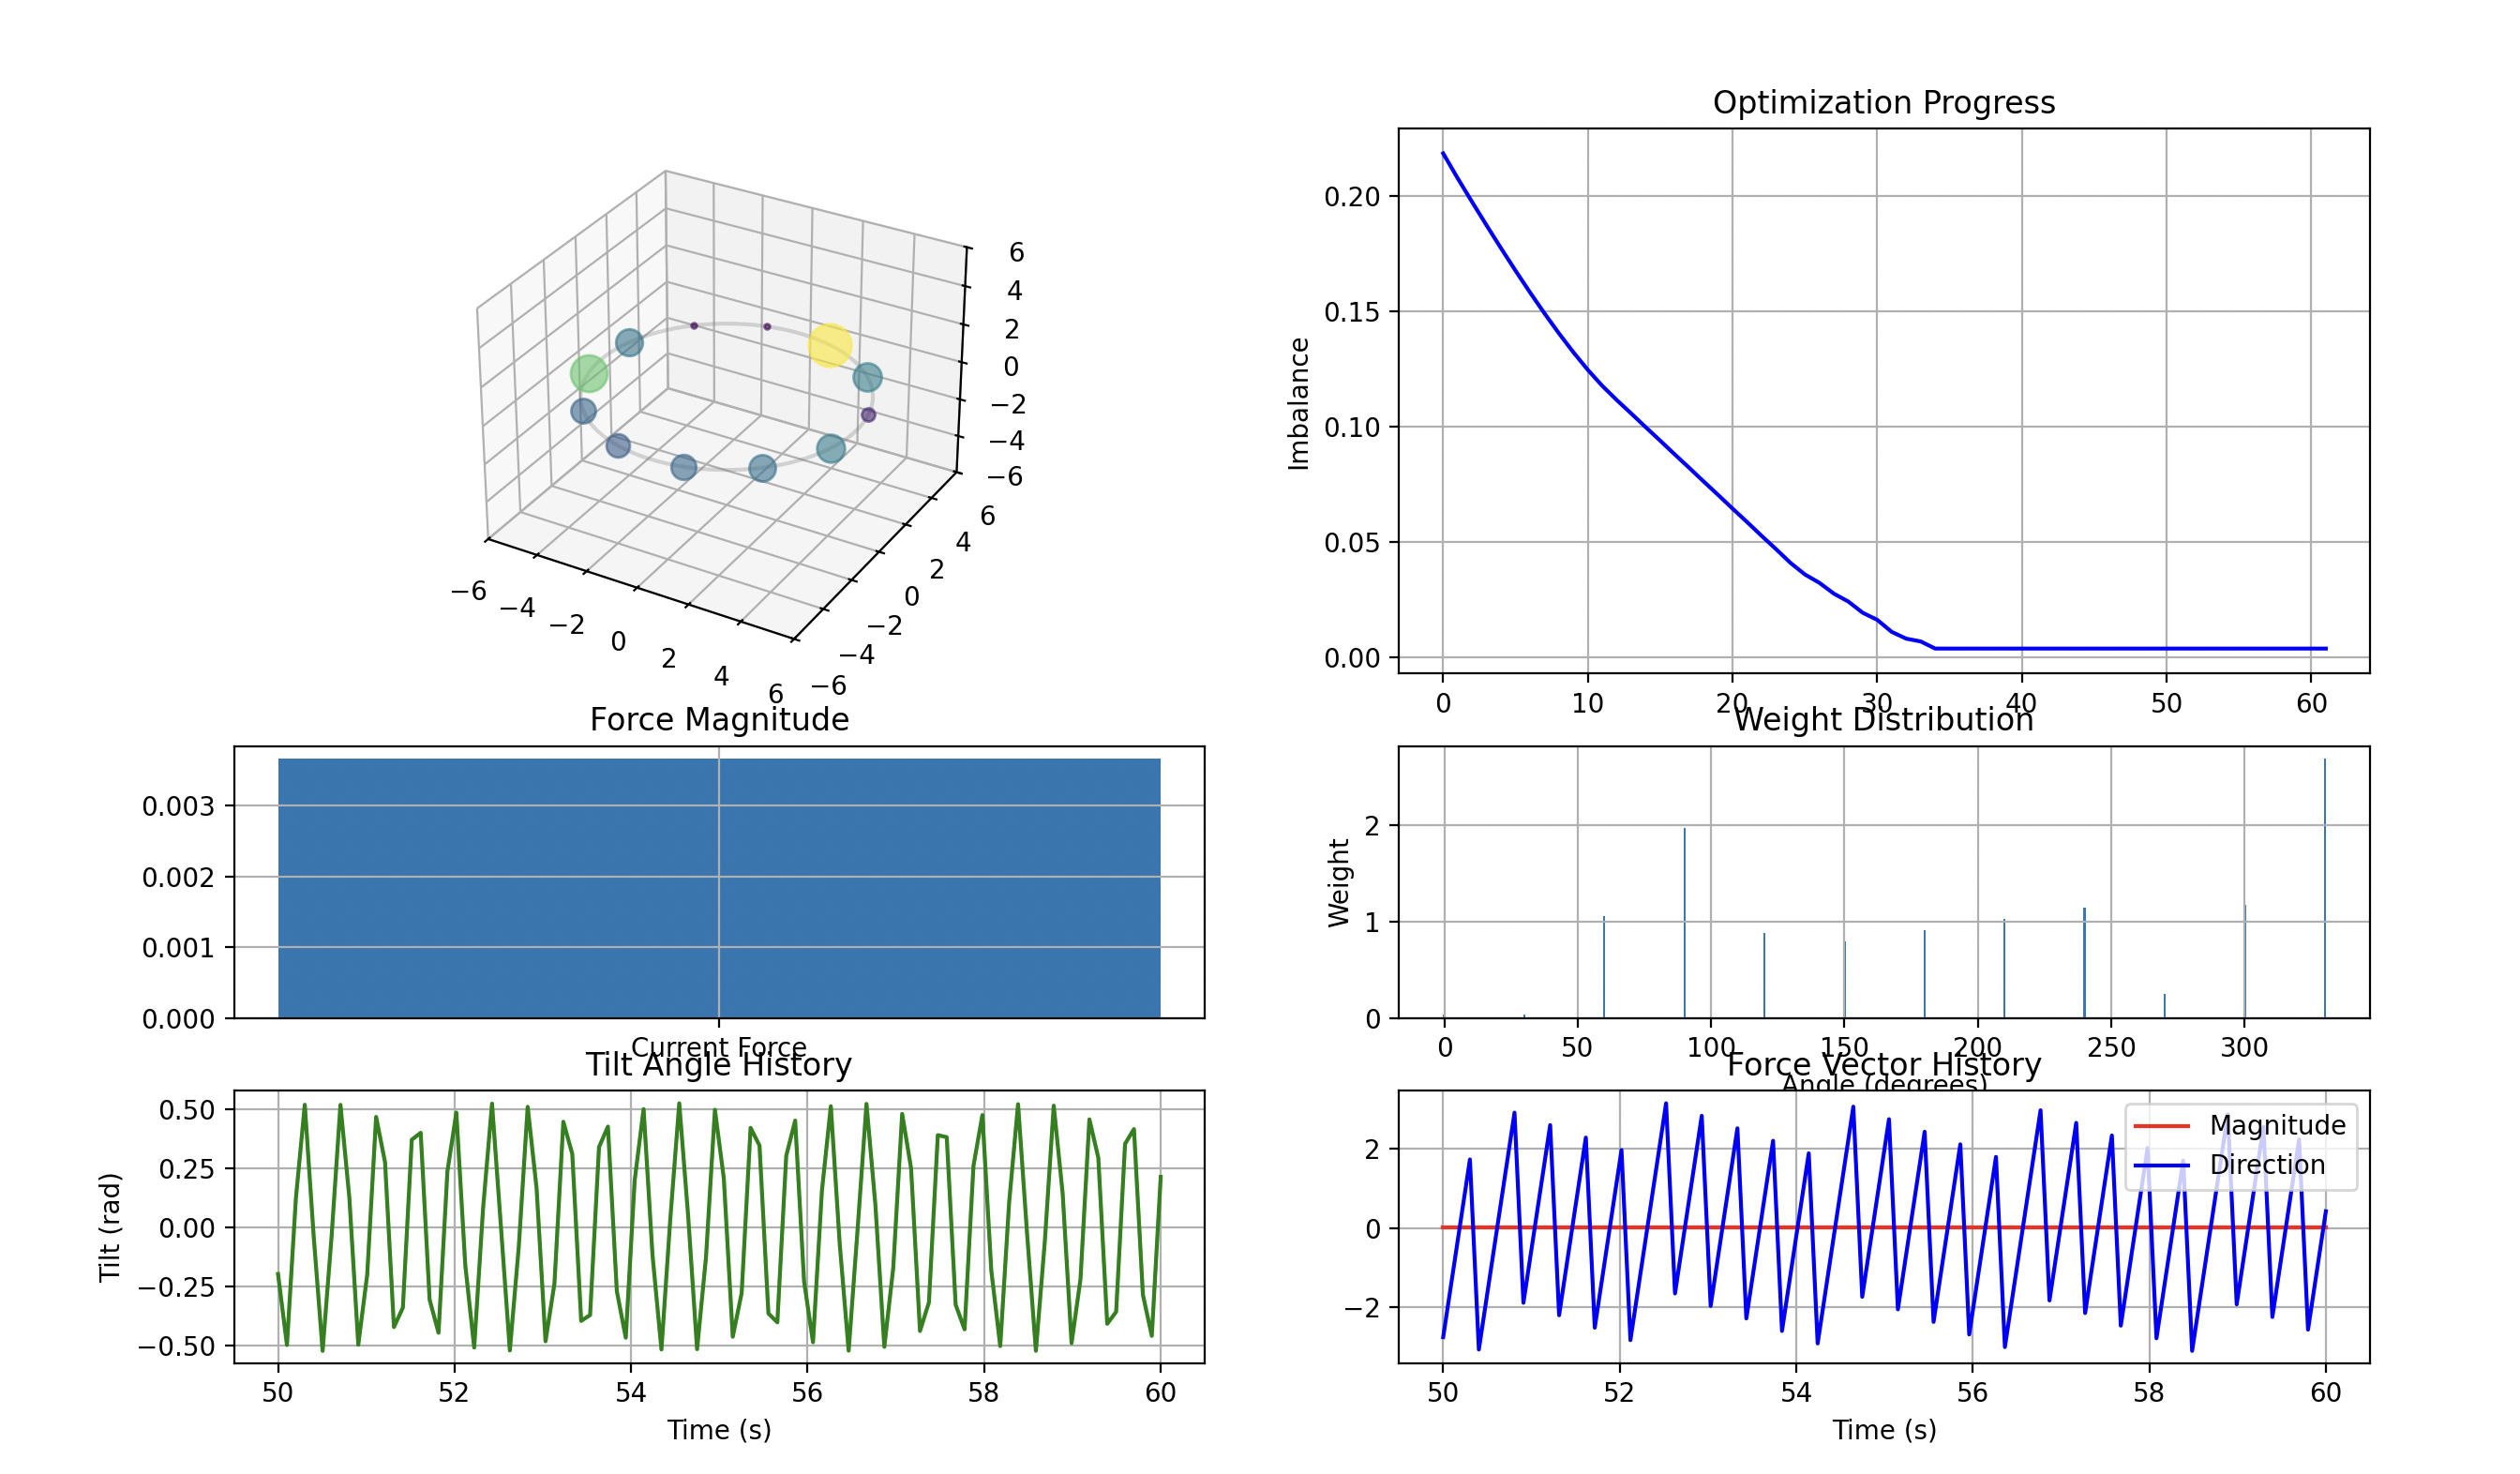 Optimization Progress
Imbalance
0.20
0.15
0.10
0.05
0.00
0 10 20 30 40 50 60
6
4
2
0
−2
−4
−6
−6 −4 −2 0 2 4 6
−6 −4 −2 0 2 4 6
Force Magnitude
0.003
0.002
0.001
0.000
Current Force
Weight Distribution
Weight
2
1
0
0 50 100 150 200 250 300
Angle (degrees)
Tilt Angle History
Tilt (rad)
0.50
0.25
0.00
−0.25
−0.50
50 52 54 56 58 60
Time (s)
Force Vector History
Magnitude
Direction
2
0
−2
50 52 54 56 58 60
Time (s)